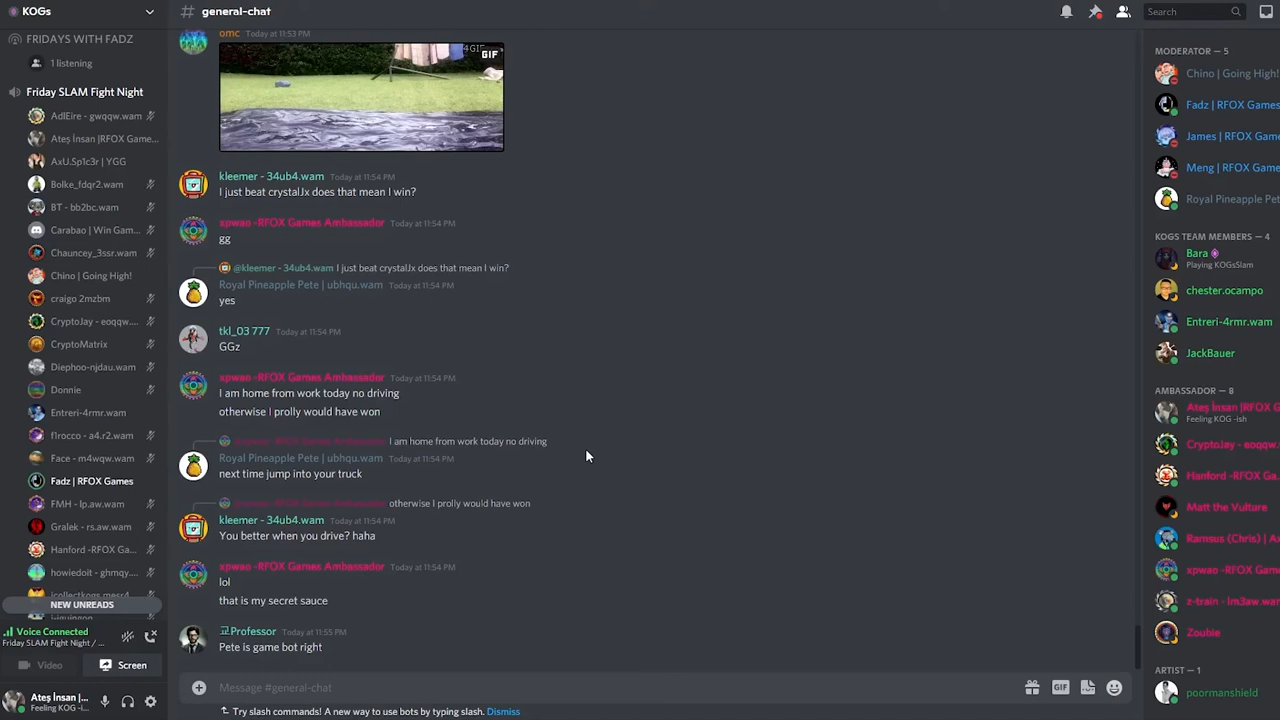 KOGs
general-chat
Search
FRIDAYS WITH FADZ
1 listening
Friday SLAM Fight Night
AdlEire - gwqqw.wam
Ateş İnsan |RFOX Game...
AxU.Sp1c3r | YGG
Bolke_fdqr2.wam
BT - bb2bc.wam
Carabao | Win Gam...
Chauncey_3ssr.wam
Chino | Going High!
craigo 2mzbm
CryptoJay - eoqqw....
CryptoMatrix
Diephoo-njdau.wam
Donnie
Entreri-4rmr.wam
f1rocco - a4.r2.wam
Face - m4wqw.wam
Fadz | RFOX Games
FMH - lp.av.wam
Gralek - rs.aw.wam
Hanford -RFOX Ga...
howiedoit - ghmqy....
NEW UNREADS
Voice Connected
Friday SLAM Fight Night / ...
Video
Screen
Ateş İnsan |...
Feeling KOG -i...
omc Today at 11:53 PM
4GIF
GIF
kleemer - 34ub4.wam Today at 11:54 PM
I just beat crystalJx does that mean I win?
xpwao -RFOX Games Ambassador Today at 11:54 PM
gg
@kleemer - 34ub4.wam I just beat crystalJx does that mean I win?
Royal Pineapple Pete | ubhqu.wam Today at 11:54 PM
yes
tkl_03 777 Today at 11:54 PM
GGz
xpwao -RFOX Games Ambassador Today at 11:54 PM
I am home from work today no driving
otherwise I prolly would have won
I am home from work today no driving
Royal Pineapple Pete | ubhqu.wam Today at 11:54 PM
next time jump into your truck
otherwise I prolly would have won
kleemer - 34ub4.wam Today at 11:54 PM
You better when you drive? haha
xpwao -RFOX Games Ambassador Today at 11:54 PM
lol
that is my secret sauce
Professor Today at 11:55 PM
Pete is game bot right
Message #general-chat
GIF
Try slash commands! A new way to use bots by typing slash. Dismiss
MODERATOR — 5
Chino | Going High!
Fadz | RFOX Games
James | RFOX Games
Meng | RFOX Games
Royal Pineapple Pet
KOGS TEAM MEMBERS — 4
Bara
Playing KOGsSlam
chester.ocampo
Entreri-4rmr.wam
JackBauer
AMBASSADOR — 8
Ateş İnsan |RFOX G
Feeling KOG -ish
CryptoJay - eoqqw.
Hanford -RFOX Ga.
Matt the Vulture
Ramsus (Chris) | Ax
xpwao -RFOX Game
z-train - lm3aw.wam
Zoubie
ARTIST — 1
poormanshield